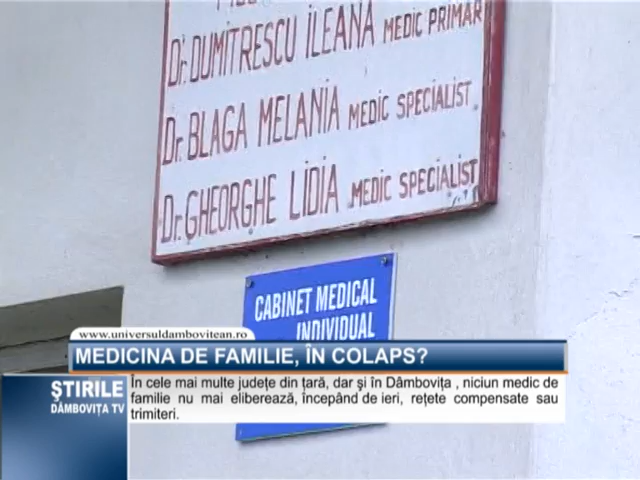 Dr. DUMITRESCU ILEANA MEDIC PRIMAR
Dr. BLAGA MELANIA MEDIC SPECIALIST
Dr. GHEORGHE LIDIA MEDIC SPECIALIST
CABINET MEDICAL
INDIVIDUAL
www.universuldambovitean.ro
MEDICINA DE FAMILIE, ÎN COLAPS?
ŞTIRILE
DÂMBOVIŢA TV
În cele mai multe judeţe din ţară, dar şi în Dâmboviţa , niciun medic de
familie nu mai eliberează, începând de ieri, reţete compensate sau
trimiteri.